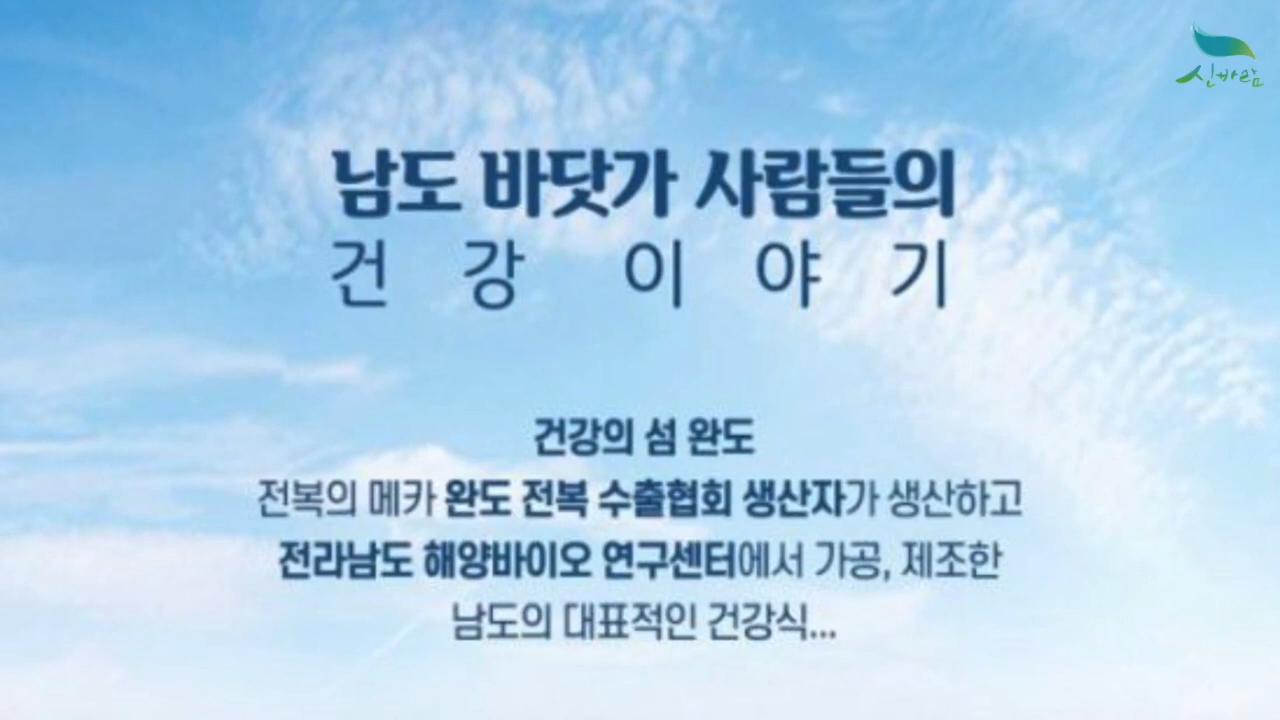 신바람
남도 바닷가 사람들의
건강 이야기
건강의 섬 완도
전복의 메카 완도 전복 수출협회 생산자가 생산하고
전라남도 해양바이오 연구센터에서 가공, 제조한
남도의 대표적인 건강식...